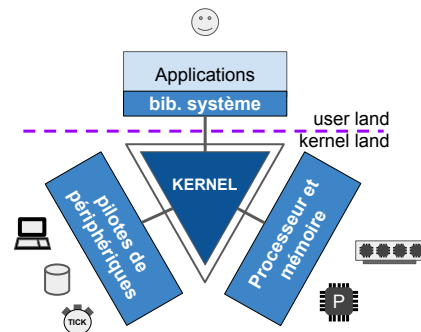 Applications
bib. système
user land
kernel land
KERNEL
pilotes de
périphériques
Processeur et
mémoire
TICK
P